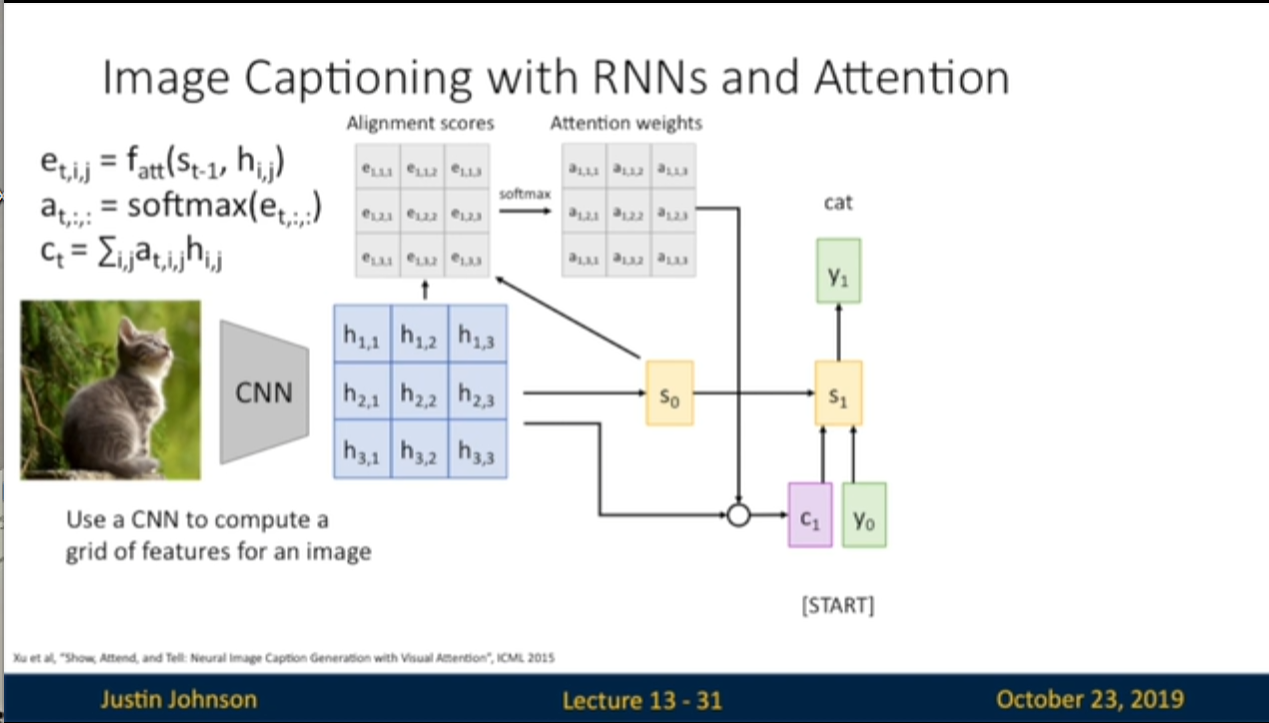 Image Captioning with RNNs and Attention
Alignment scores
Attention weights
e_{t,i,j} = f_{att}(s_{t-1}, h_{i,j})
a_{t,:,:} = softmax(e_{t,:,:})
c_t = ∑_{i,j}a_{t,i,j}h_{i,j}
e_{1,1,1} e_{1,1,2} e_{1,1,3}
e_{1,2,1} e_{1,2,2} e_{1,2,3}
e_{1,3,1} e_{1,3,2} e_{1,3,3}
softmax
a_{1,1,1} a_{1,1,2} a_{1,1,3}
a_{1,2,1} a_{1,2,2} a_{1,2,3}
a_{1,3,1} a_{1,3,2} a_{1,3,3}
cat
y_1
CNN
h_{1,1} h_{1,2} h_{1,3}
h_{2,1} h_{2,2} h_{2,3}
h_{3,1} h_{3,2} h_{3,3}
s_0
s_1
c_1
y_0
[START]
Use a CNN to compute a
grid of features for an image
Xu et al, "Show, Attend, and Tell: Neural Image Caption Generation with Visual Attention", ICML 2015
Justin Johnson
Lecture 13 - 31
October 23, 2019